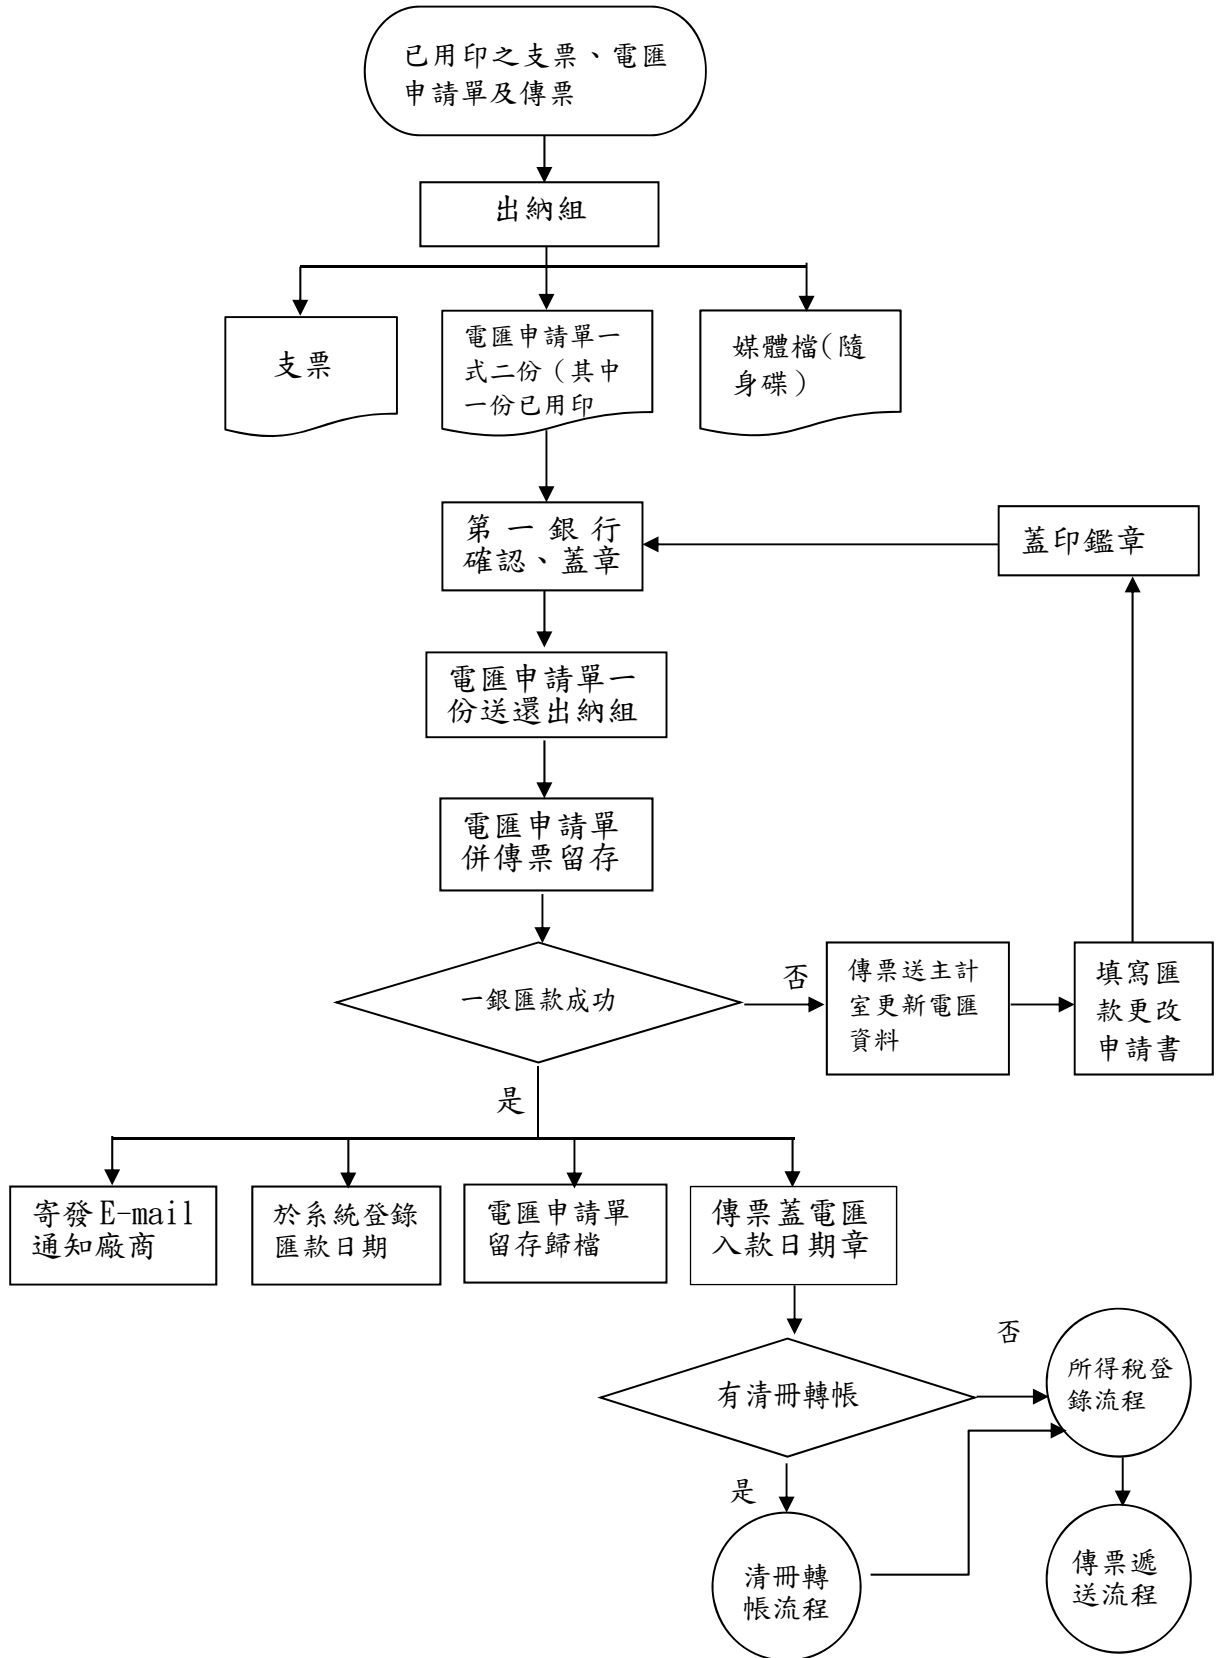 已用印之支票、電匯
申請單及傳票
出納組
支票
電匯申請單一
式二份（其中
一份已用印
媒體檔(隨
身碟）
第一銀行
確認、蓋章
蓋印鑑章
電匯申請單一
份送還出納組
電匯申請單
併傳票留存
一銀匯款成功
否
傳票送主計
室更新電匯
資料
填寫匯
款更改
申請書
是
寄發E-mail
通知廠商
於系統登錄
匯款日期
電匯申請單
留存歸檔
傳票蓋電匯
入款日期章
有清冊轉帳
否
所得稅登
錄流程
是
清冊轉
帳流程
傳票遞
送流程